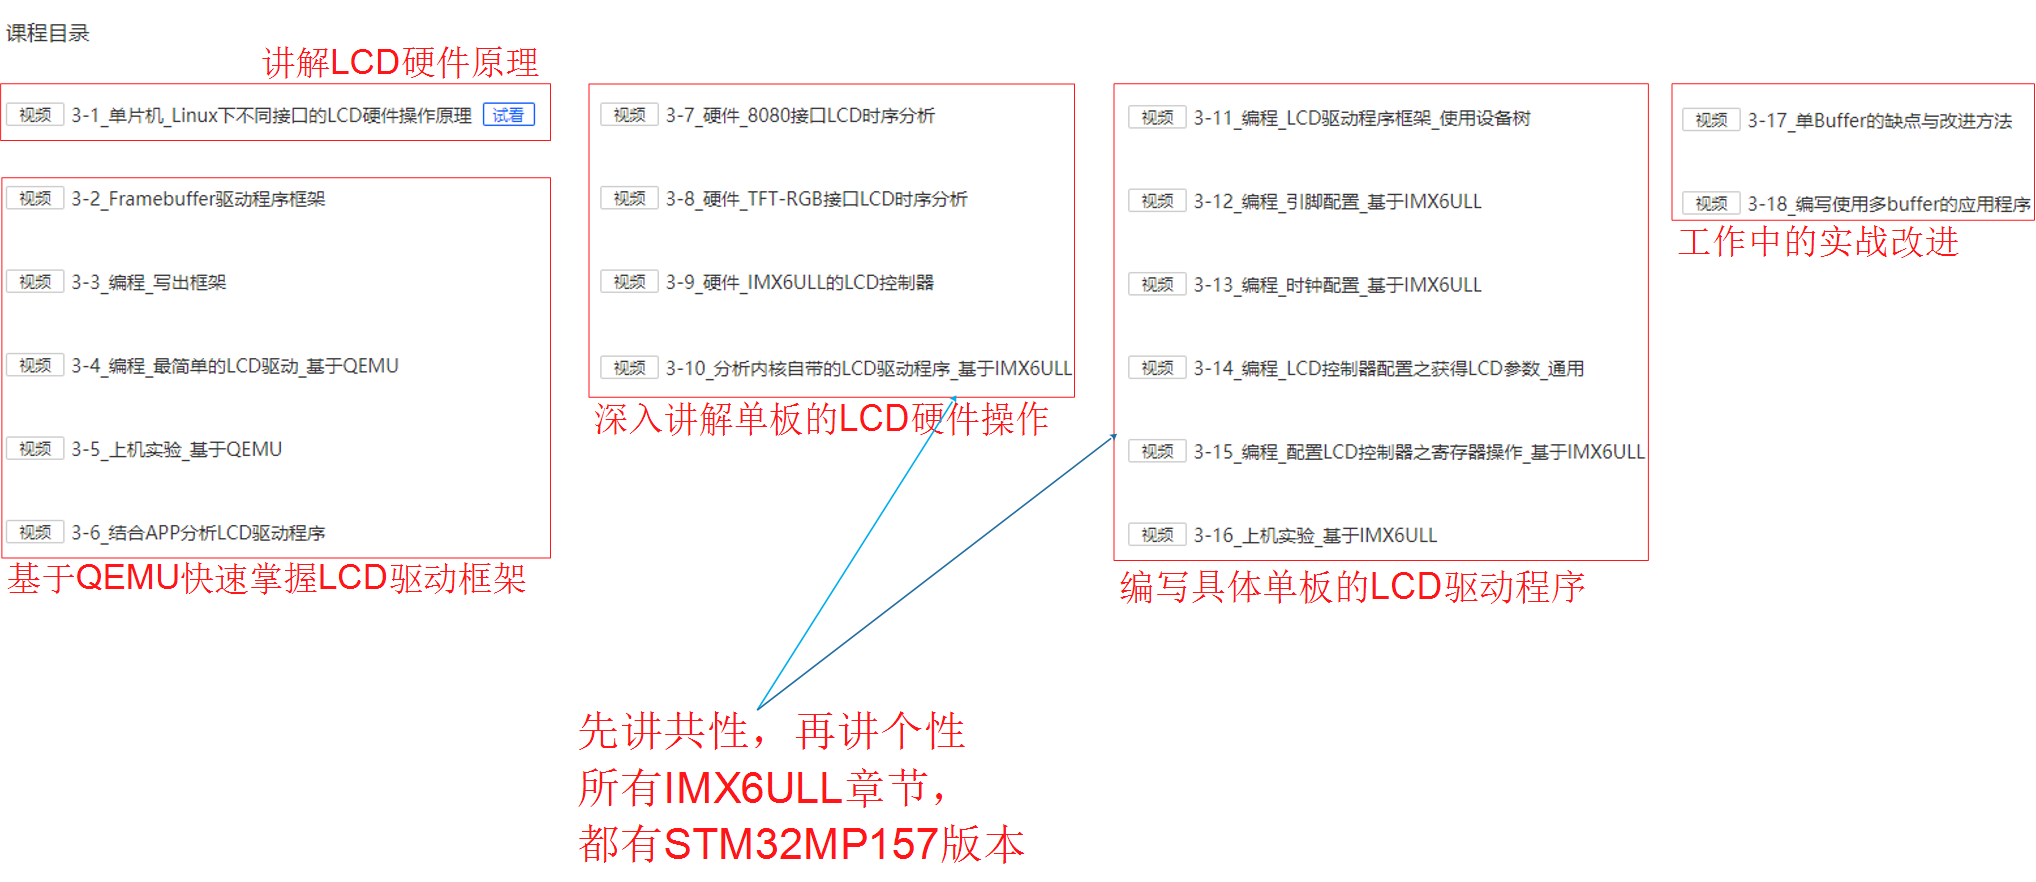 课程目录
讲解LCD硬件原理
视频 3-1_单片机_Linux下不同接口的LCD硬件操作原理 试看
视频 3-2_Framebuffer驱动程序框架
视频 3-3_编程_写出框架
视频 3-4_编程_最简单的LCD驱动_基于QEMU
视频 3-5_上机实验_基于QEMU
视频 3-6_结合APP分析LCD驱动程序
基于QEMU快速掌握LCD驱动框架
视频 3-7_硬件_8080接口LCD时序分析
视频 3-8_硬件_TFT-RGB接口LCD时序分析
视频 3-9_硬件_IMX6ULL的LCD控制器
视频 3-10_分析内核自带的LCD驱动程序_基于IMX6ULL
深入讲解单板的LCD硬件操作
视频 3-11_编程_LCD驱动程序框架_使用设备树
视频 3-12_编程_引脚配置_基于IMX6ULL
视频 3-13_编程_时钟配置_基于IMX6ULL
视频 3-14_编程_LCD控制器配置之获得LCD参数_通用
视频 3-15_编程_配置LCD控制器之寄存器操作_基于IMX6ULL
视频 3-16_上机实验_基于IMX6ULL
编写具体单板的LCD驱动程序
视频 3-17_单Buffer的缺点与改进方法
视频 3-18_编写使用多buffer的应用程序
工作中的实战改进
先讲共性，再讲个性
所有IMX6ULL章节，
都有STM32MP157版本